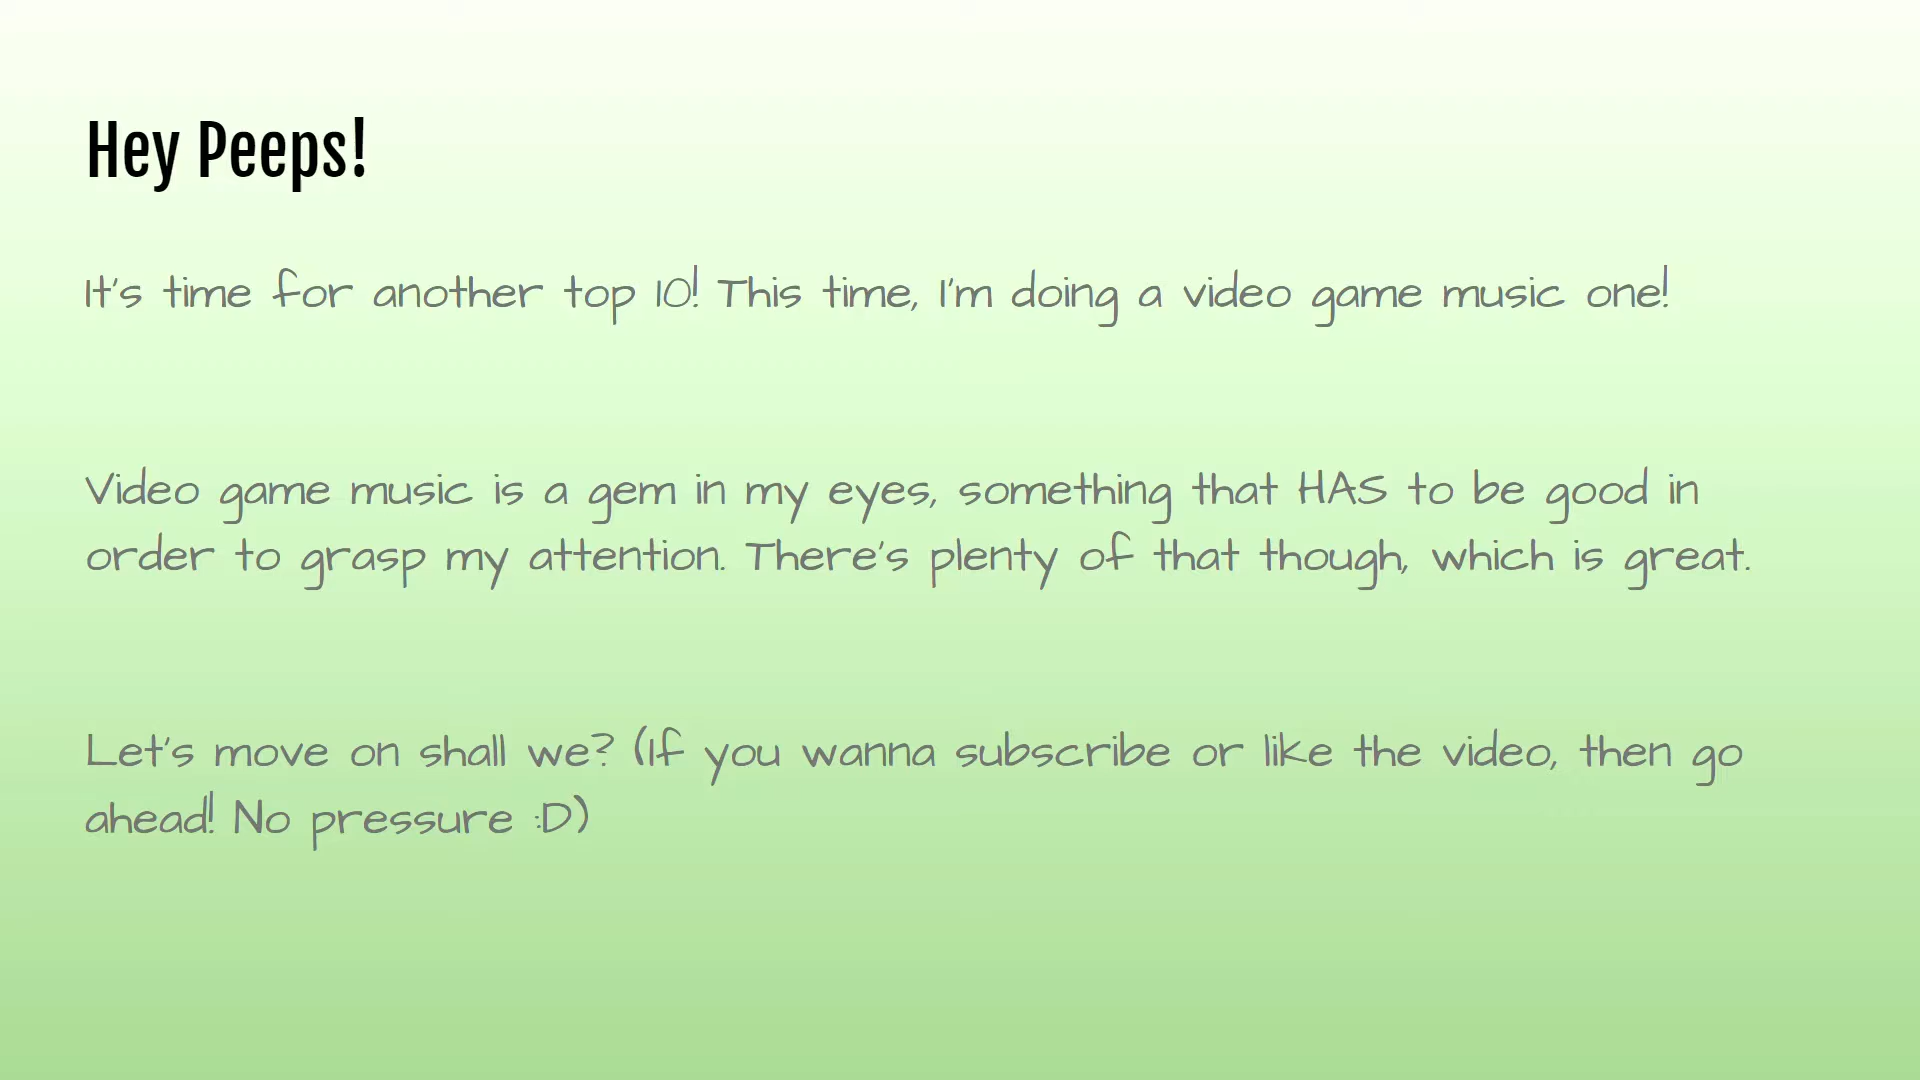 Hey Peeps!
It's time for another top 10! This time, I'm doing a video game music one!
Video game music is a gem in my eyes, something that HAS to be good in
order to grasp my attention. There's plenty of that though, which is great.
Let's move on shall we? (If you wanna subscribe or like the video, then go
ahead! No pressure :D)